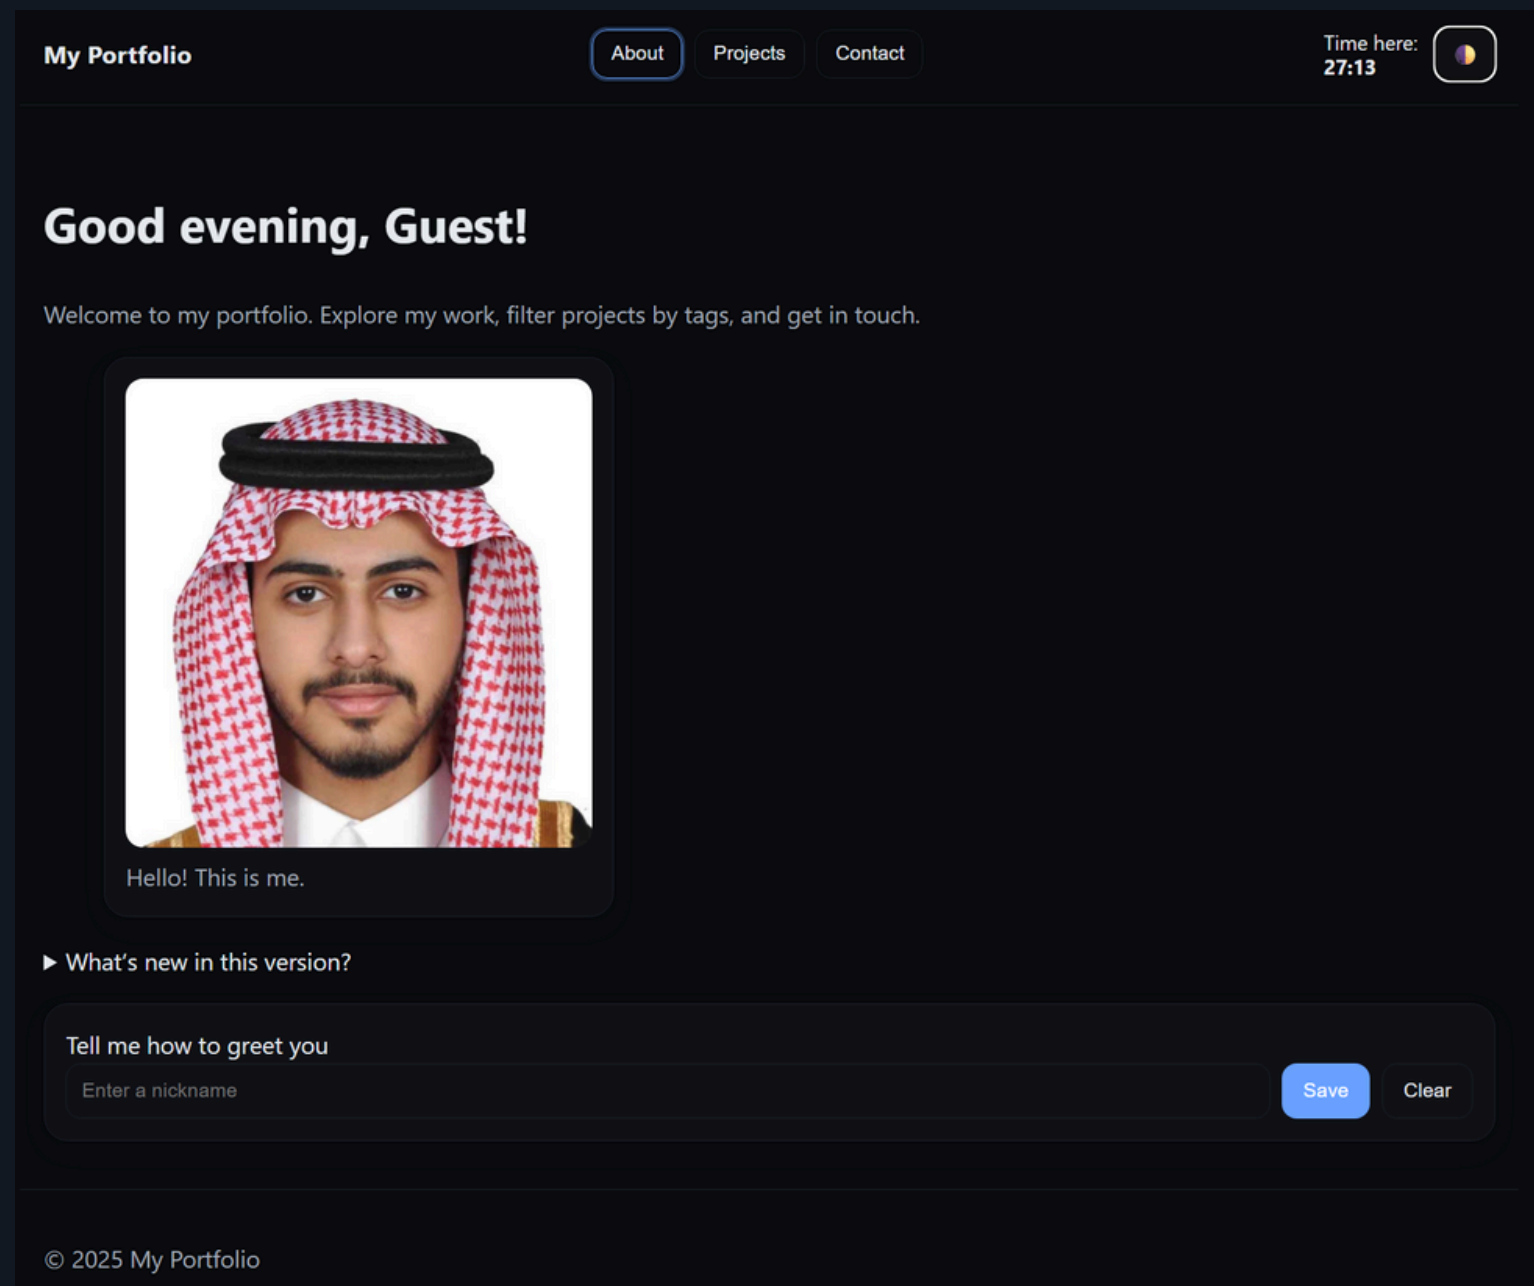 My Portfolio
About
Projects
Contact
Time here:
27:13
Good evening, Guest!
Welcome to my portfolio. Explore my work, filter projects by tags, and get in touch.
Hello! This is me.
What’s new in this version?
Tell me how to greet you
Enter a nickname
Save
Clear
© 2025 My Portfolio